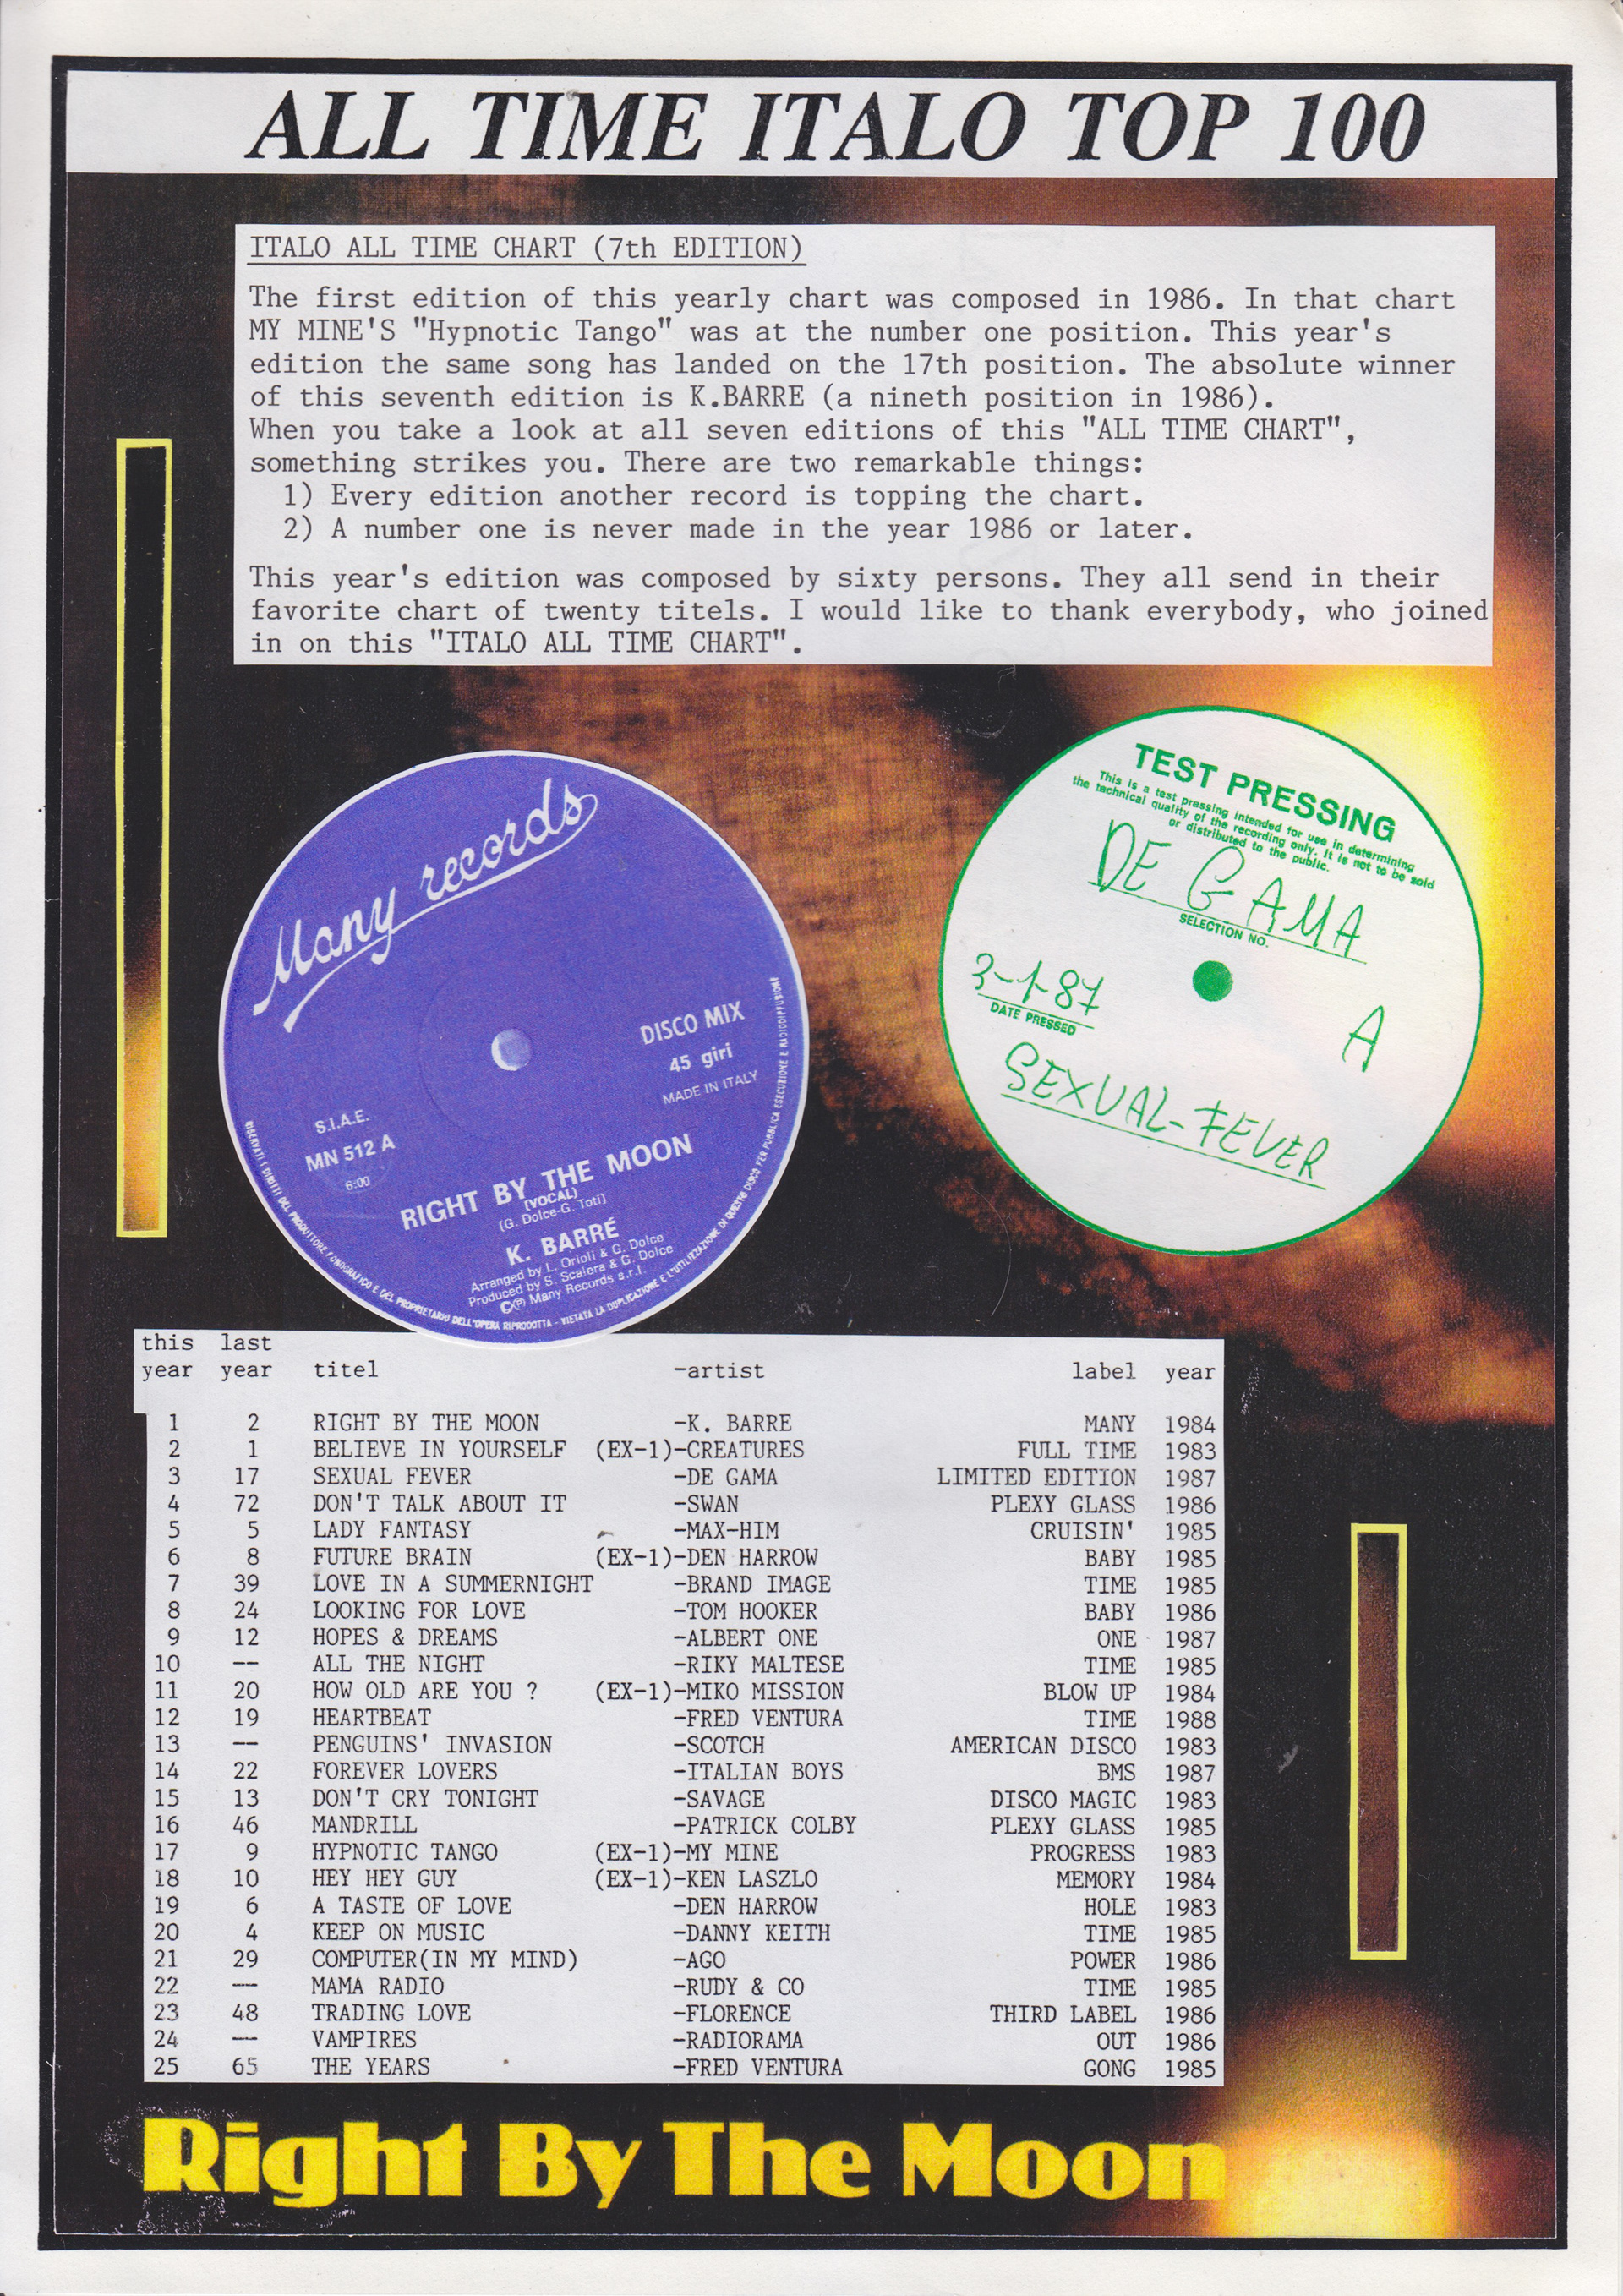 ALL TIME ITALO TOP 100
ITALO ALL TIME CHART (7th EDITION)
The first edition of this yearly chart was composed in 1986. In that chart
MY MINE'S "Hypnotic Tango" was at the number one position. This year's
edition the same song has landed on the 17th position. The absolute winner
of this seventh edition is K.BARRE (a nineth position in 1986).
When you take a look at all seven editions of this "ALL TIME CHART",
something strikes you. There are two remarkable things:
1) Every edition another record is topping the chart.
2) A number one is never made in the year 1986 or later.
This year's edition was composed by sixty persons. They all send in their
favorite chart of twenty titels. I would like to thank everybody, who joined
in on this "ITALO ALL TIME CHART".
Many records
DISCO MIX
45 giri
MADE IN ITALY
S.I.A.E.
MN 512 A
6:00
RIGHT BY THE MOON
(VOCAL)
(G. Dolce-G. Toti)
K. BARRÉ
Arranged by L. Orioli & G. Dolce
Produced by S. Scalera & G. Dolce
©℗ Many Records s.r.l.
RISERVATI I DIRITTI DEL PRODUTTORE FONOGRAFICO E DEL PROPRIETARIO DELL'OPERA RIPRODOTTA - VIETATA LA DUPLICAZIONE E L'UTILIZZAZIONE DI QUESTO DISCO PER PUBBLICA ESECUZIONE E RADIODIFFUSIONE
TEST PRESSING
This is a test pressing intended for use in determining
the technical quality of the recording only. It is not to be sold
or distributed to the public.
DE GAMA
SELECTION NO.
3-1-87
DATE PRESSED
A
SEXUAL-FEVER
this last
year year titel -artist label year
1 2 RIGHT BY THE MOON -K. BARRE MANY 1984
2 1 BELIEVE IN YOURSELF (EX-1)-CREATURES FULL TIME 1983
3 17 SEXUAL FEVER -DE GAMA LIMITED EDITION 1987
4 72 DON'T TALK ABOUT IT -SWAN PLEXY GLASS 1986
5 5 LADY FANTASY -MAX-HIM CRUISIN' 1985
6 8 FUTURE BRAIN (EX-1)-DEN HARROW BABY 1985
7 39 LOVE IN A SUMMERNIGHT -BRAND IMAGE TIME 1985
8 24 LOOKING FOR LOVE -TOM HOOKER BABY 1986
9 12 HOPES & DREAMS -ALBERT ONE ONE 1987
10 -- ALL THE NIGHT -RIKY MALTESE TIME 1985
11 20 HOW OLD ARE YOU ? (EX-1)-MIKO MISSION BLOW UP 1984
12 19 HEARTBEAT -FRED VENTURA TIME 1988
13 -- PENGUINS' INVASION -SCOTCH AMERICAN DISCO 1983
14 22 FOREVER LOVERS -ITALIAN BOYS BMS 1987
15 13 DON'T CRY TONIGHT -SAVAGE DISCO MAGIC 1983
16 46 MANDRILL -PATRICK COLBY PLEXY GLASS 1985
17 9 HYPNOTIC TANGO (EX-1)-MY MINE PROGRESS 1983
18 10 HEY HEY GUY (EX-1)-KEN LASZLO MEMORY 1984
19 6 A TASTE OF LOVE -DEN HARROW HOLE 1983
20 4 KEEP ON MUSIC -DANNY KEITH TIME 1985
21 29 COMPUTER(IN MY MIND) -AGO POWER 1986
22 -- MAMA RADIO -RUDY & CO TIME 1985
23 48 TRADING LOVE -FLORENCE THIRD LABEL 1986
24 -- VAMPIRES -RADIORAMA OUT 1986
25 65 THE YEARS -FRED VENTURA GONG 1985
Right By The Moon